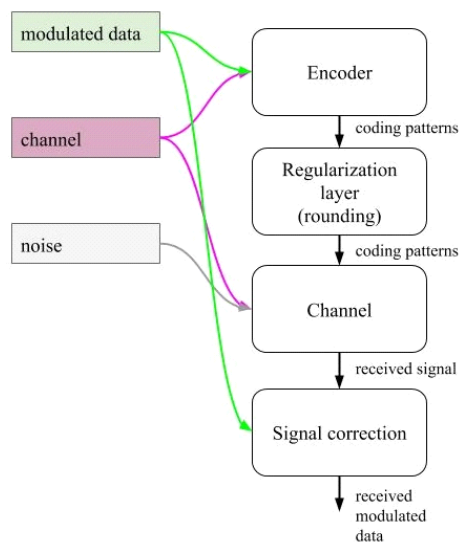 modulated data
channel
noise
Encoder
coding patterns
Regularization
layer
(rounding)
coding patterns
Channel
received signal
Signal correction
received
modulated
data